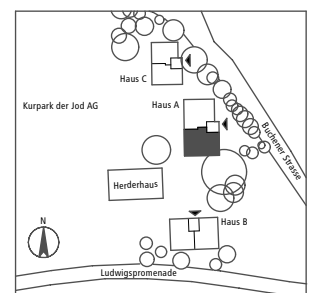 Haus C
Haus A
Kurpark der Jod AG
Buchener Strasse
Herderhaus
Haus B
N
Ludwigspromenade